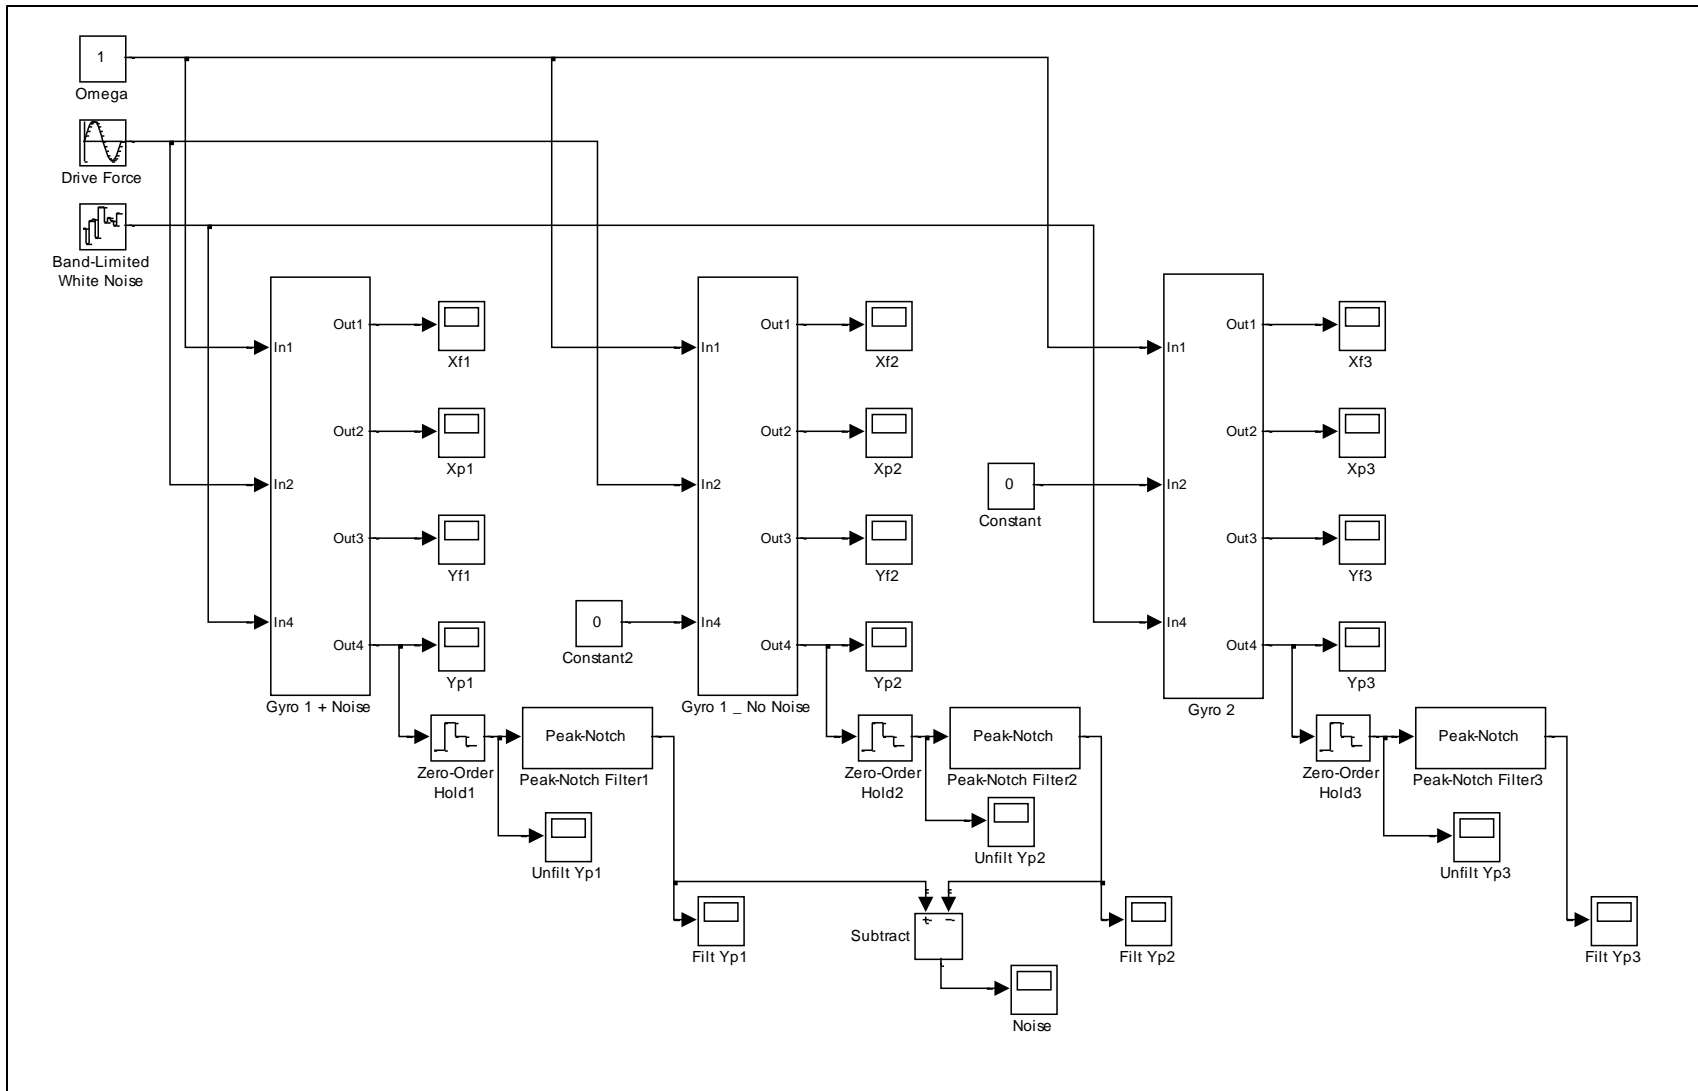 1
Omega
Drive Force
Band-Limited
White Noise
Out1
Out1
Out1
In1
In1
In1
Xf1
Xf2
Xf3
Out2
Out2
Out2
Xp1
Xp2
Xp3
In2
In2
0
In2
Constant
Out3
Out3
Out3
Yf1
Yf2
Yf3
In4
0
In4
In4
Out4
Out4
Out4
Constant2
Yp1
Yp2
Yp3
Gyro 1 + Noise
Gyro 1 _ No Noise
Gyro 2
Peak-Notch
Peak-Notch
Peak-Notch
Zero-Order
Hold1
Peak-Notch Filter1
Zero-Order
Hold2
Peak-Notch Filter2
Zero-Order
Hold3
Peak-Notch Filter3
Unfilt Yp1
Unfilt Yp2
Unfilt Yp3
+ −
Subtract
Filt Yp1
Filt Yp2
Filt Yp3
Noise